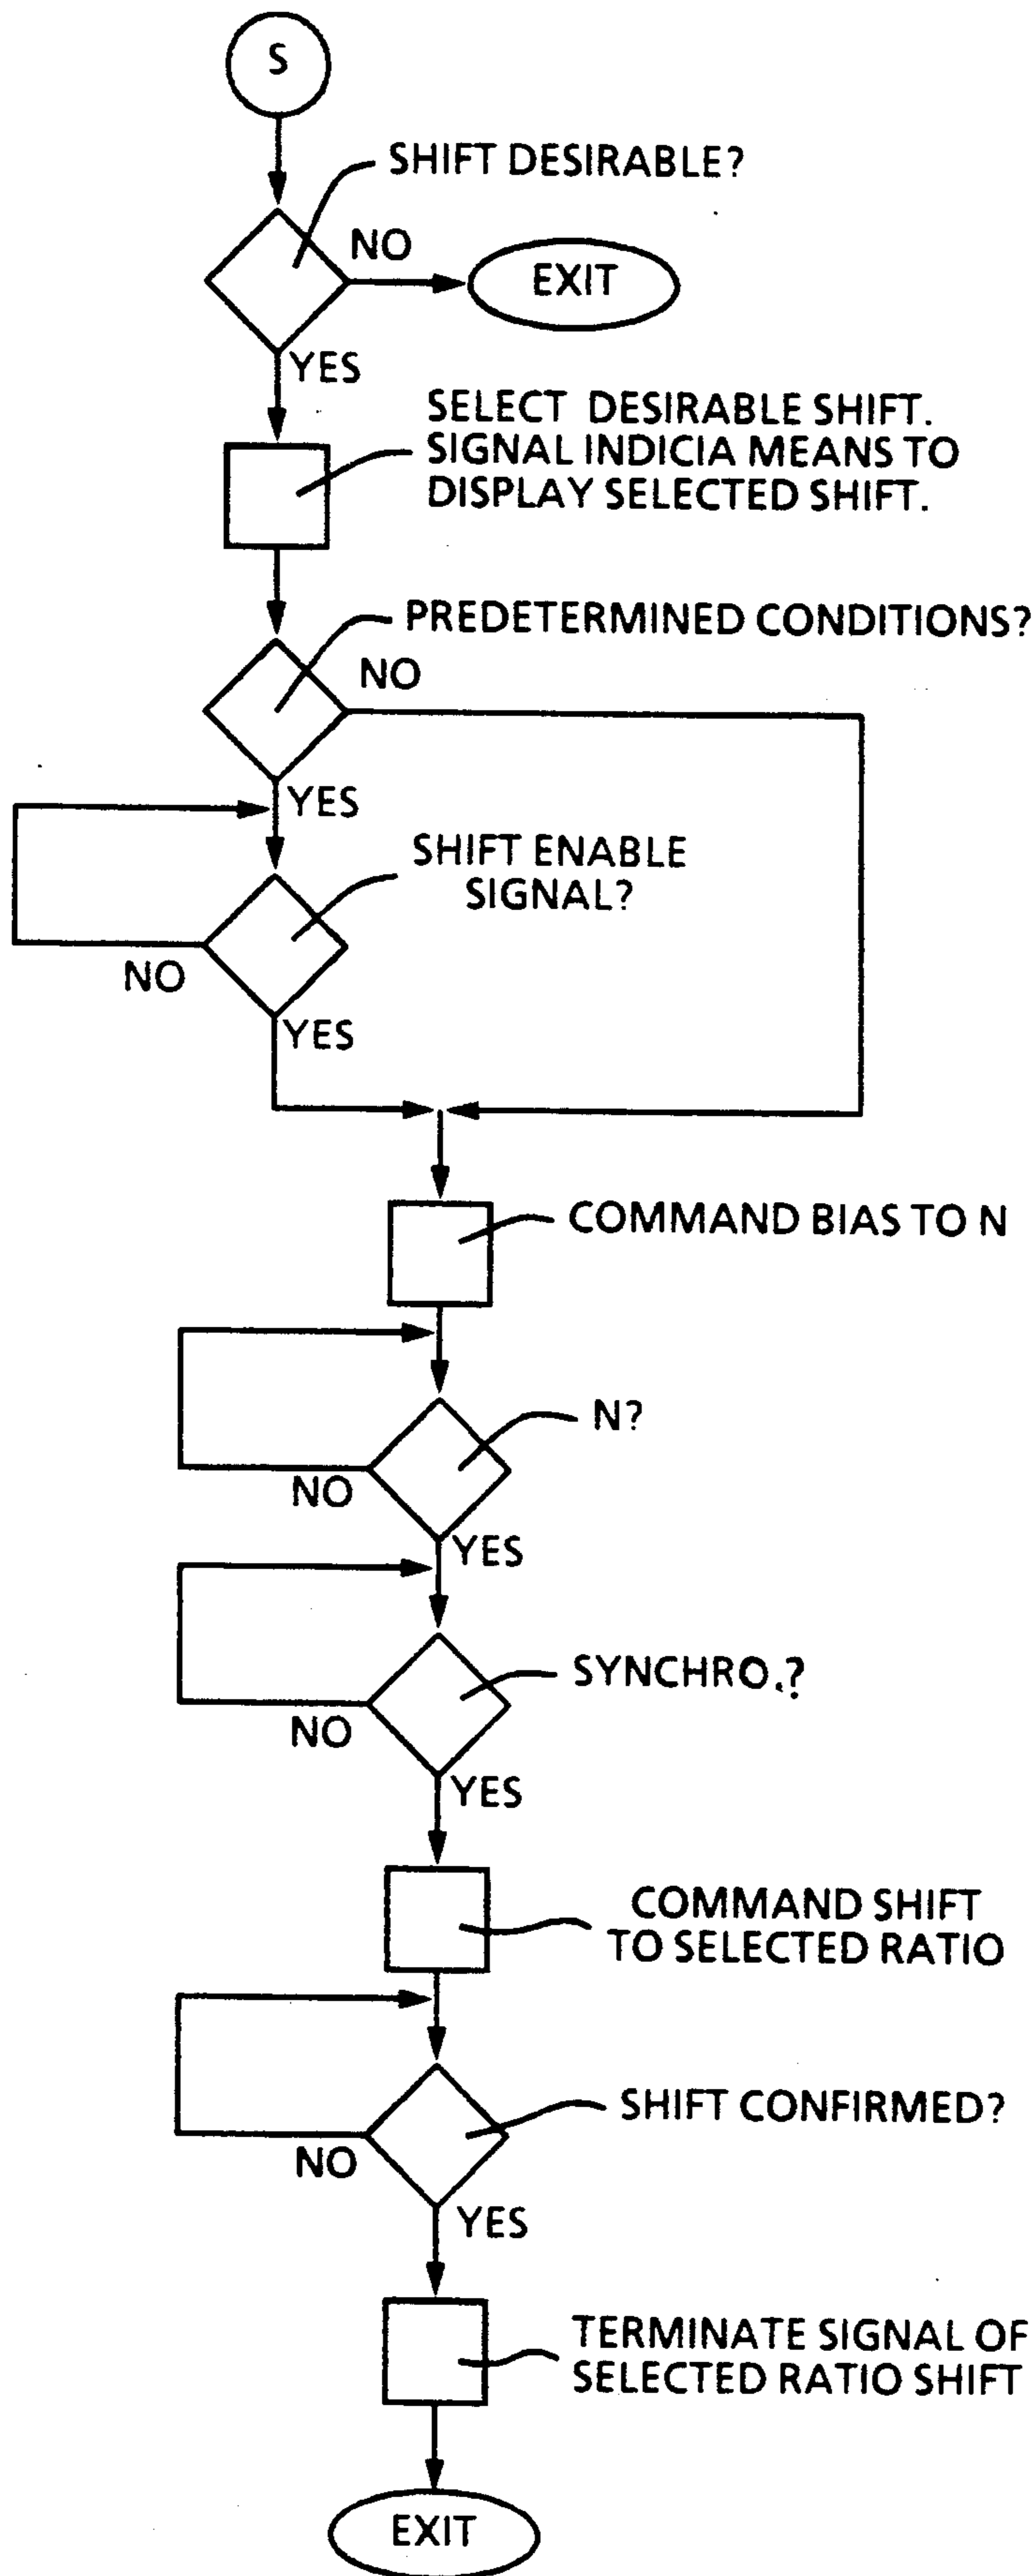 S
SHIFT DESIRABLE?
NO
EXIT
YES
SELECT DESIRABLE SHIFT.
SIGNAL INDICIA MEANS TO
DISPLAY SELECTED SHIFT.
PREDETERMINED CONDITIONS?
NO
YES
SHIFT ENABLE
SIGNAL?
NO
YES
COMMAND BIAS TO N
N?
NO
YES
SYNCHRO.?
NO
YES
COMMAND SHIFT
TO SELECTED RATIO
SHIFT CONFIRMED?
NO
YES
TERMINATE SIGNAL OF
SELECTED RATIO SHIFT
EXIT